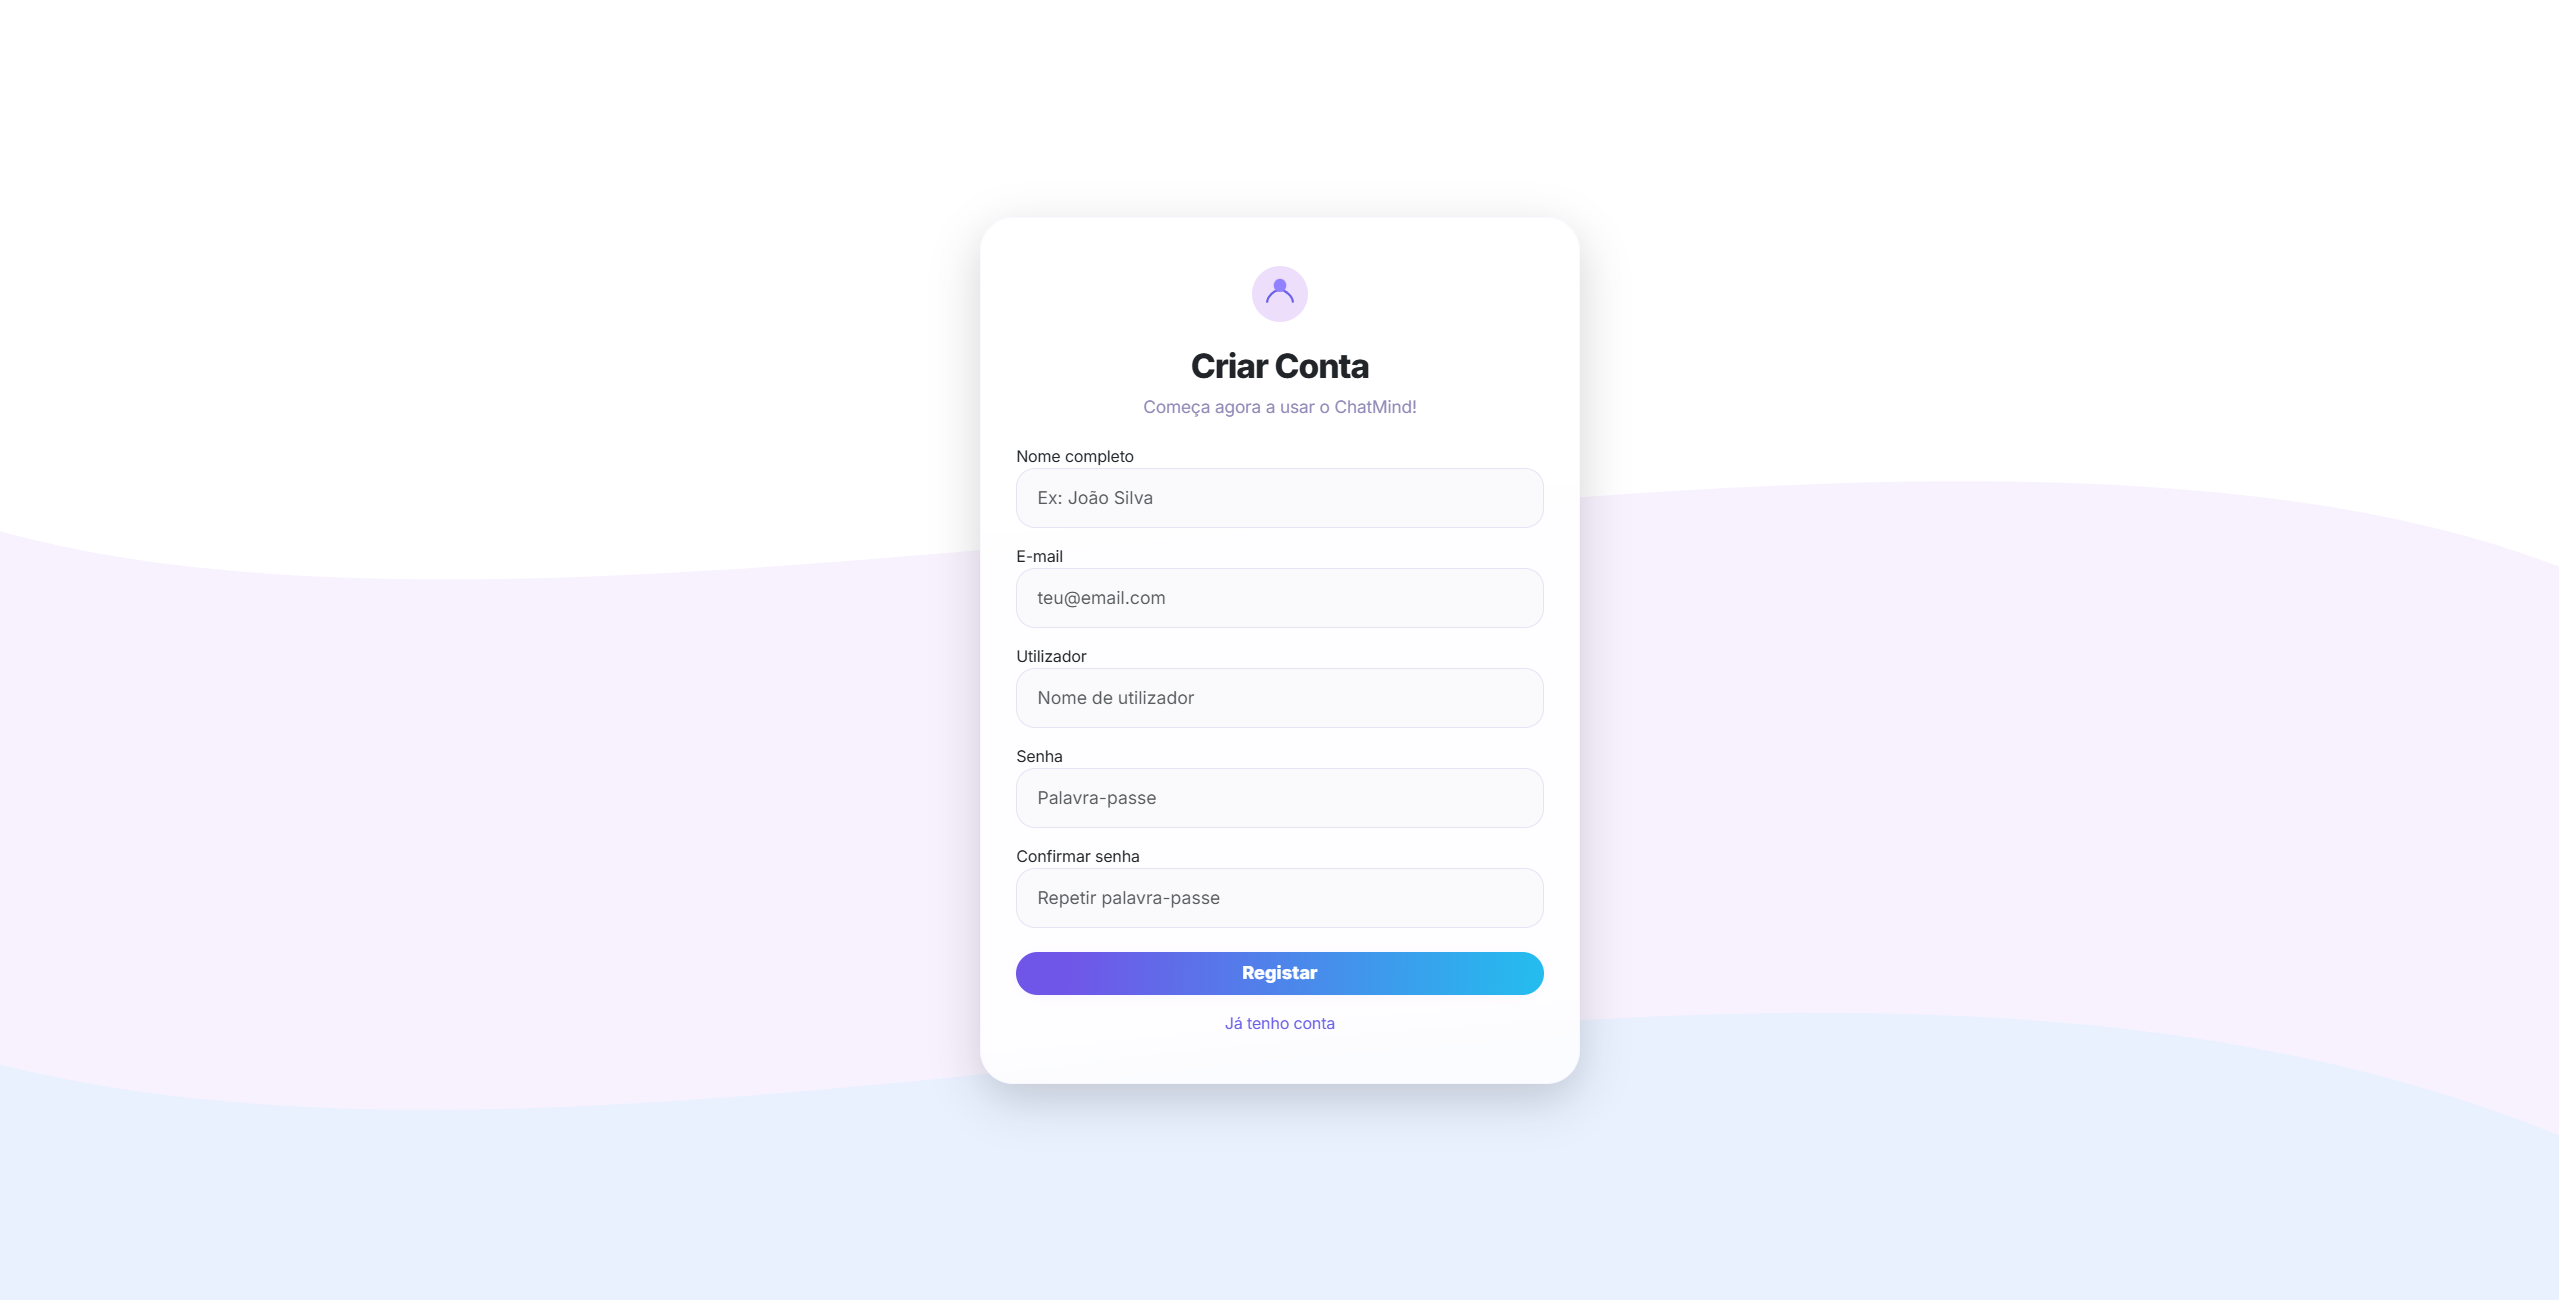 Criar Conta
Começa agora a usar o ChatMind!
Nome completo
Ex: João Silva
E-mail
teu@email.com
Utilizador
Nome de utilizador
Senha
Palavra-passe
Confirmar senha
Repetir palavra-passe
Registar
Já tenho conta